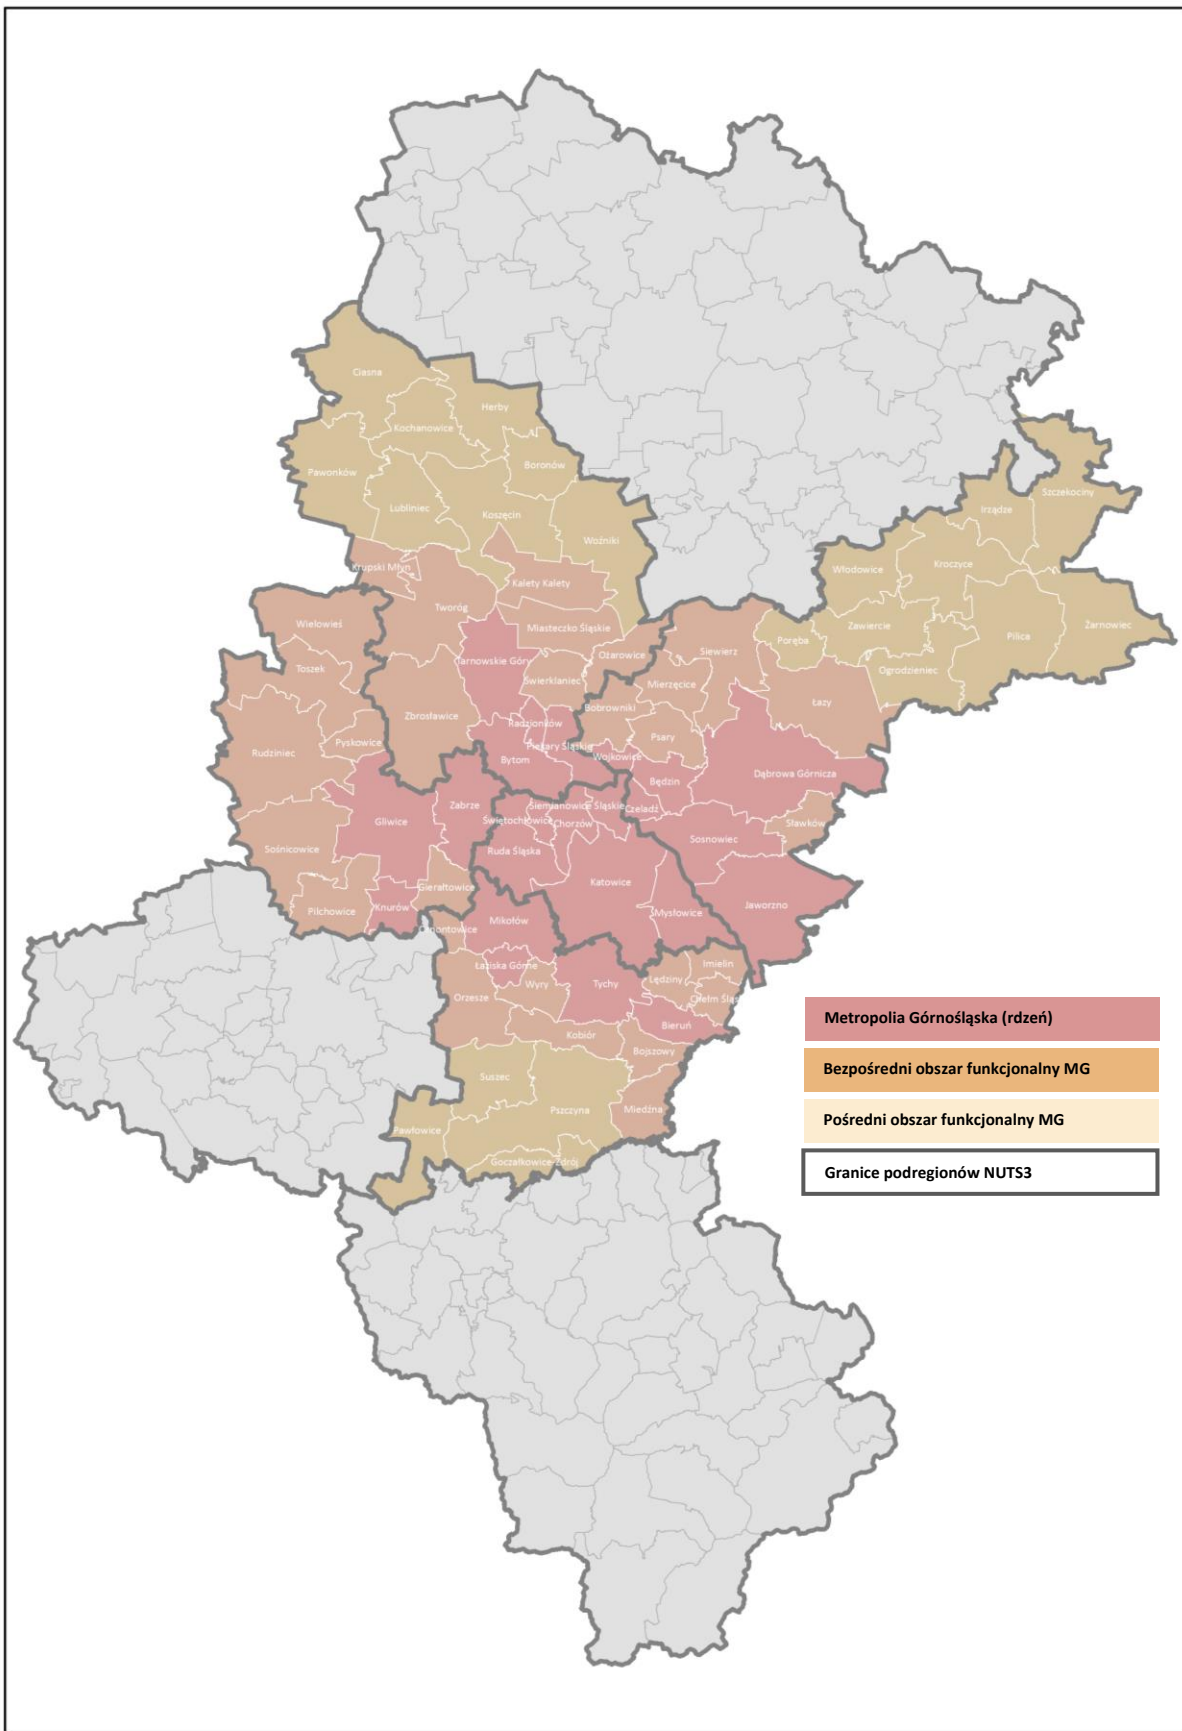 Ciasna
Herby
Kochanowice
Boronów
Pawonków
Lubliniec
Koszęcin
Woźniki
Szczekociny
Irządze
Włodowice
Kroczyce
Krupski Młyn
Kalety Kalety
Tworóg
Miasteczko Śląskie
Wielowieś
Toszek
Tarnowskie Góry
Ożarowice
Świerklaniec
Siewierz
Mierzęcice
Poręba
Zawiercie
Pilica
Żarnowiec
Ogrodzieniec
Łazy
Zbrosławice
Bobrowniki
Radzionków
Psary
Rudziniec
Pyskowice
Piekary Śląskie
Bytom
Wojkowice
Będzin
Dąbrowa Górnicza
Gliwice
Zabrze
Siemianowice Śląskie
Czeladź
Świętochłowice
Chorzów
Sławków
Sośnicowice
Ruda Śląska
Sosnowiec
Gierałtowice
Katowice
Jaworzno
Pilchowice
Knurów
Mikołów
Mysłowice
Ornontowice
Łaziska Górne
Wyry
Tychy
Lędziny
Imielin
Chełm Śląs
Orzesze
Bieruń
Kobiór
Bojszowy
Suszec
Pszczyna
Miedźna
Pawłowice
Goczałkowice-Zdrój
Metropolia Górnośląska (rdzeń)
Bezpośredni obszar funkcjonalny MG
Pośredni obszar funkcjonalny MG
Granice podregionów NUTS3